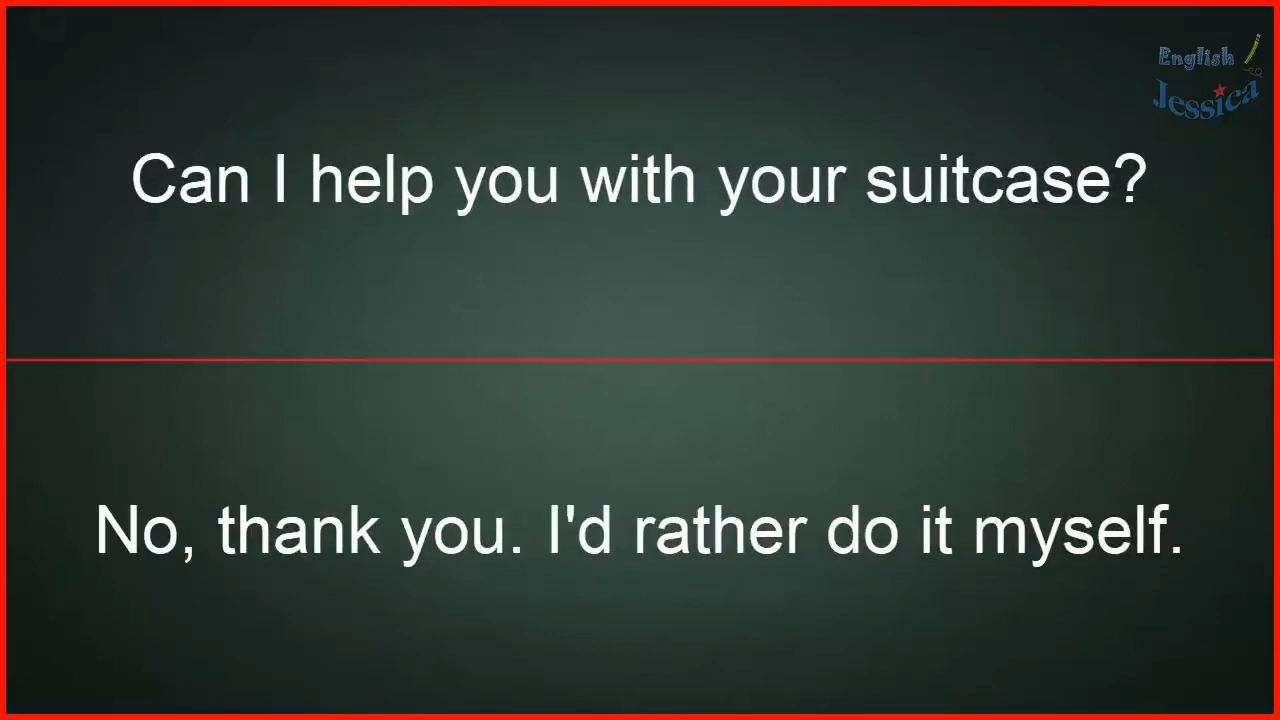 English
Jessica
Can I help you with your suitcase?
No, thank you. I'd rather do it myself.